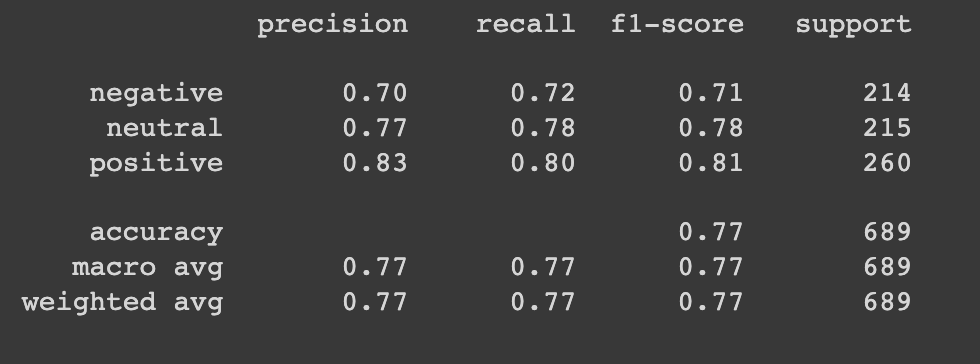 precision recall f1-score support
negative 0.70 0.72 0.71 214
neutral 0.77 0.78 0.78 215
positive 0.83 0.80 0.81 260
accuracy 0.77 689
macro avg 0.77 0.77 0.77 689
weighted avg 0.77 0.77 0.77 689